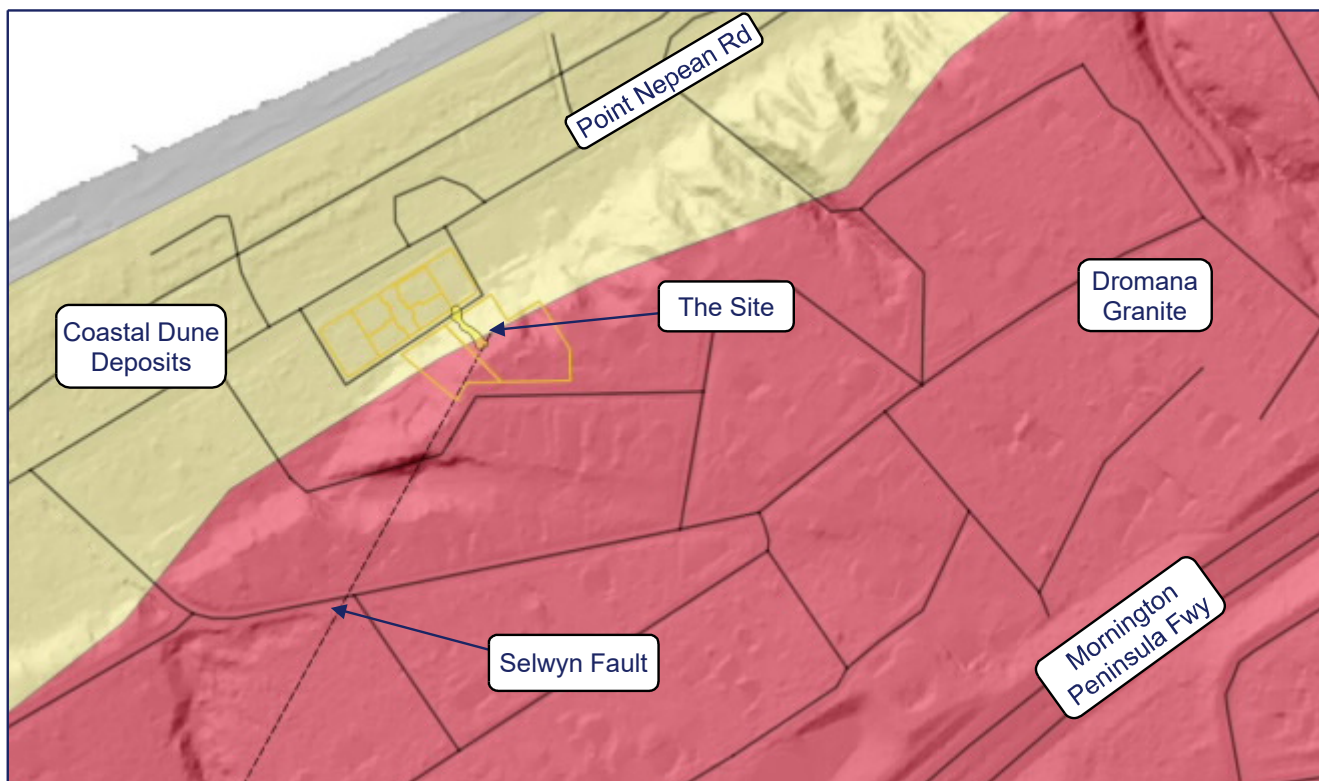 Point Nepean Rd
The Site
Dromana
Granite
Coastal Dune
Deposits
Selwyn Fault
Mornington
Peninsula Fwy